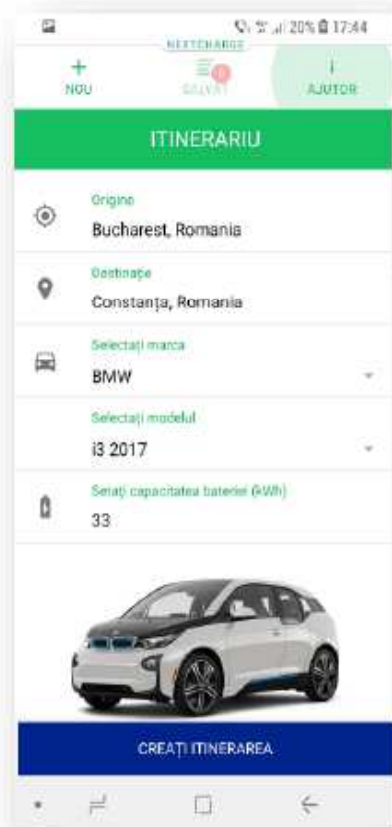 20% 17:44
NEXTCHARGE
NOU
SALVAT
AJUTOR
ITINERARIU
Origine
Bucharest, Romania
Destinație
Constanța, Romania
Selectați marca
BMW
Selectați modelul
i3 2017
Setați capacitatea bateriei (kWh)
33
CREAȚI ITINERAREA